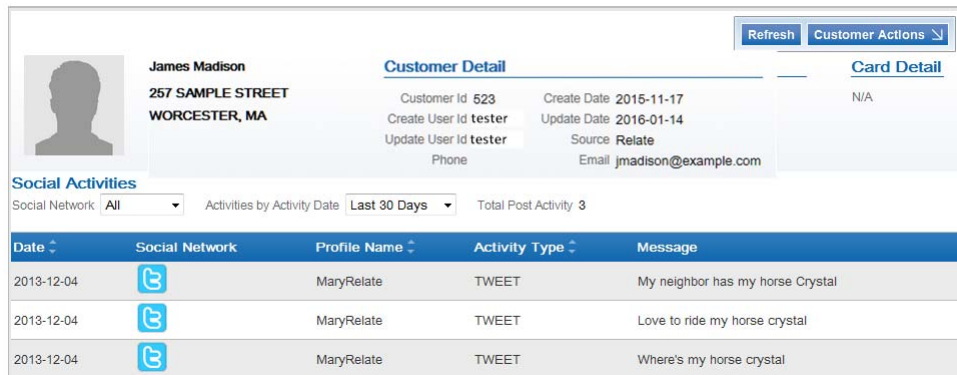 Refresh Customer Actions
James Madison
257 SAMPLE STREET
WORCESTER, MA
Customer Detail
Customer Id 523 Create Date 2015-11-17
Create User Id tester Update Date 2016-01-14
Update User Id tester Source Relate
Phone Email jmadison@example.com
Card Detail
N/A
Social Activities
Social Network All Activities by Activity Date Last 30 Days Total Post Activity 3
Date Social Network Profile Name Activity Type Message
2013-12-04 MaryRelate TWEET My neighbor has my horse Crystal
2013-12-04 MaryRelate TWEET Love to ride my horse crystal
2013-12-04 MaryRelate TWEET Where's my horse crystal